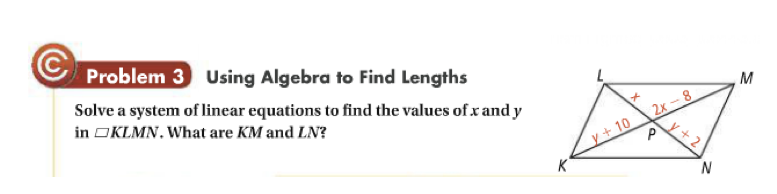 © Problem 3 Using Algebra to Find Lengths
Solve a system of linear equations to find the values of x and y
in ▱KLMN. What are KM and LN?
L
M
x
2x − 8
y + 10
P
y + 2
K
N